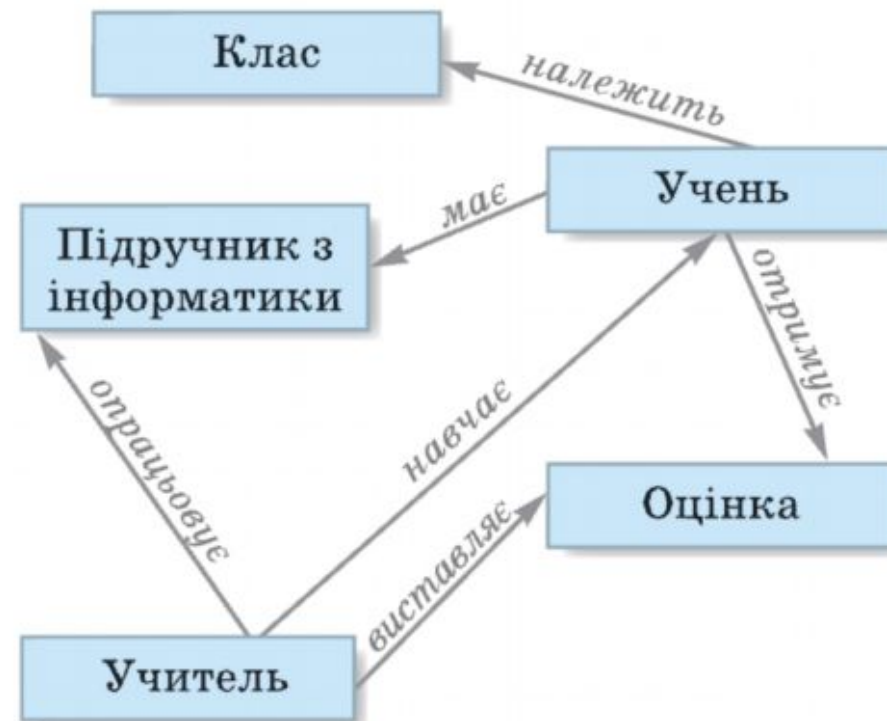 Клас
належить
Учень
має
Підручник з
інформатики
отримує
опрацьовує
навчає
Оцінка
виставляє
Учитель